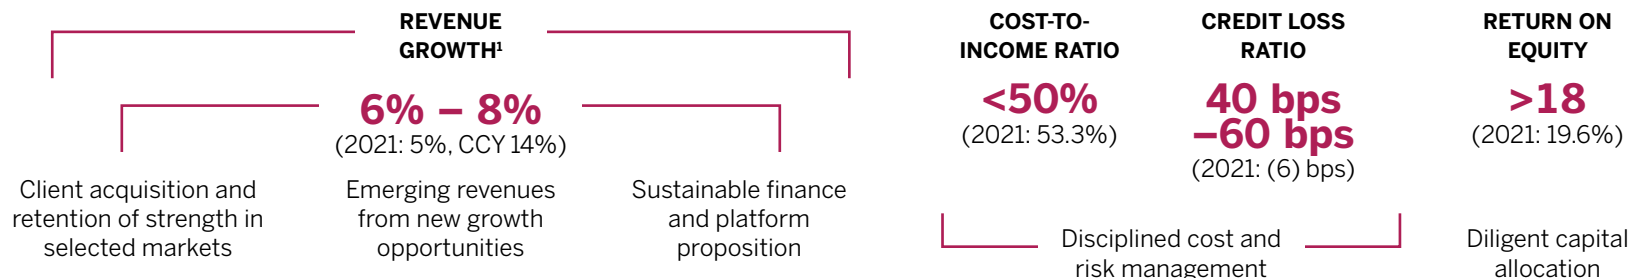 REVENUE
GROWTH¹
6% – 8%
(2021: 5%, CCY 14%)
Client acquisition and
retention of strength in
selected markets
Emerging revenues
from new growth
opportunities
Sustainable finance
and platform
proposition
COST-TO-
INCOME RATIO
<50%
(2021: 53.3%)
CREDIT LOSS
RATIO
40 bps
–60 bps
(2021: (6) bps)
Disciplined cost and
risk management
RETURN ON
EQUITY
>18
(2021: 19.6%)
Diligent capital
allocation